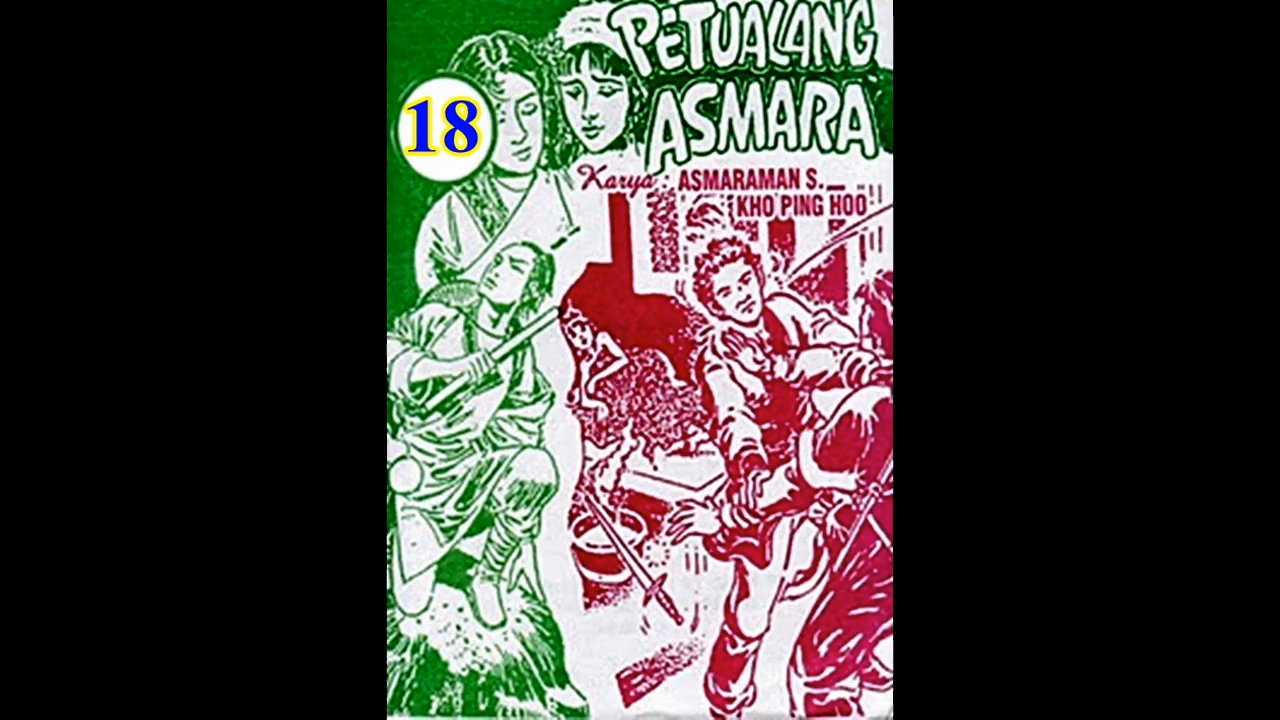 PETUALANG
ASMARA
18
Karya : ASMARAMAN S.
KHO PING HOO